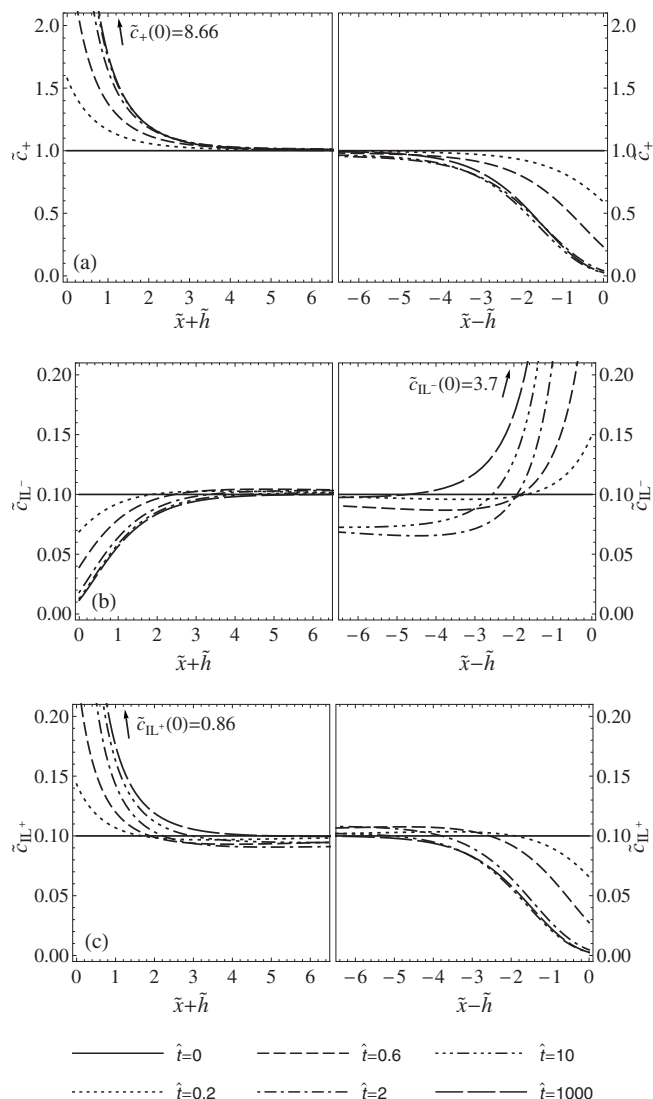 2.0 2.0
c̃₊(0)=8.66
1.5 1.5
c̃₊ 1.0 1.0 c̃₊
0.5 0.5
(a)
0.0 0.0
0 1 2 3 4 5 6 −6 −5 −4 −3 −2 −1 0
x̃+h̃ x̃−h̃
0.20 0.20
c̃IL⁻(0)=3.7
0.15 0.15
c̃IL⁻ 0.10 0.10 c̃IL⁻
0.05 0.05
(b)
0.00 0.00
0 1 2 3 4 5 6 −6 −5 −4 −3 −2 −1 0
x̃+h̃ x̃−h̃
0.20 0.20
c̃IL⁺(0)=0.86
0.15 0.15
c̃IL⁺ 0.10 0.10 c̃IL⁺
0.05 0.05
(c)
0.00 0.00
0 1 2 3 4 5 6 −6 −5 −4 −3 −2 −1 0
x̃+h̃ x̃−h̃
t̂=0 t̂=0.6 t̂=10
t̂=0.2 t̂=2 t̂=1000